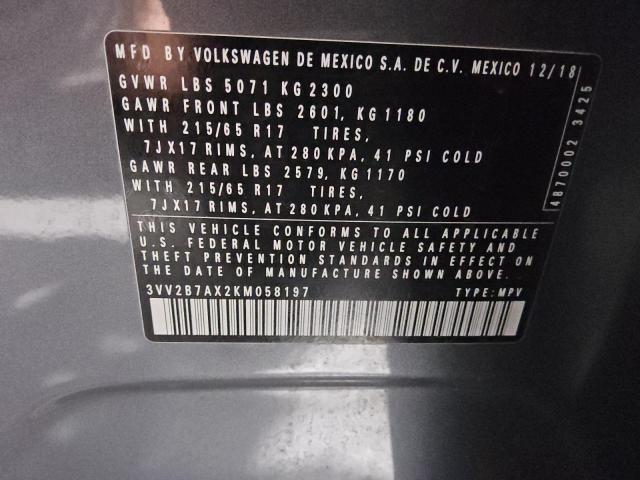 MFD BY VOLKSWAGEN DE MEXICO S.A. DE C.V. MEXICO 12/18
GVWR LBS 5071 KG 2300
GAWR FRONT LBS 2601, KG 1180
WITH 215/65 R17 TIRES,
7JX17 RIMS, AT 280 KPA, 41 PSI COLD
GAWR REAR LBS 2579, KG 1170
WITH 215/65 R17 TIRES,
7JX17 RIMS, AT 280 KPA, 41 PSI COLD
THIS VEHICLE CONFORMS TO ALL APPLICABLE
U.S. FEDERAL MOTOR VEHICLE SAFETY AND
THEFT PREVENTION STANDARDS IN EFFECT ON
THE DATE OF MANUFACTURE SHOWN ABOVE.
3VV2B7AX2KM058197 TYPE: MPV
4870002 3425